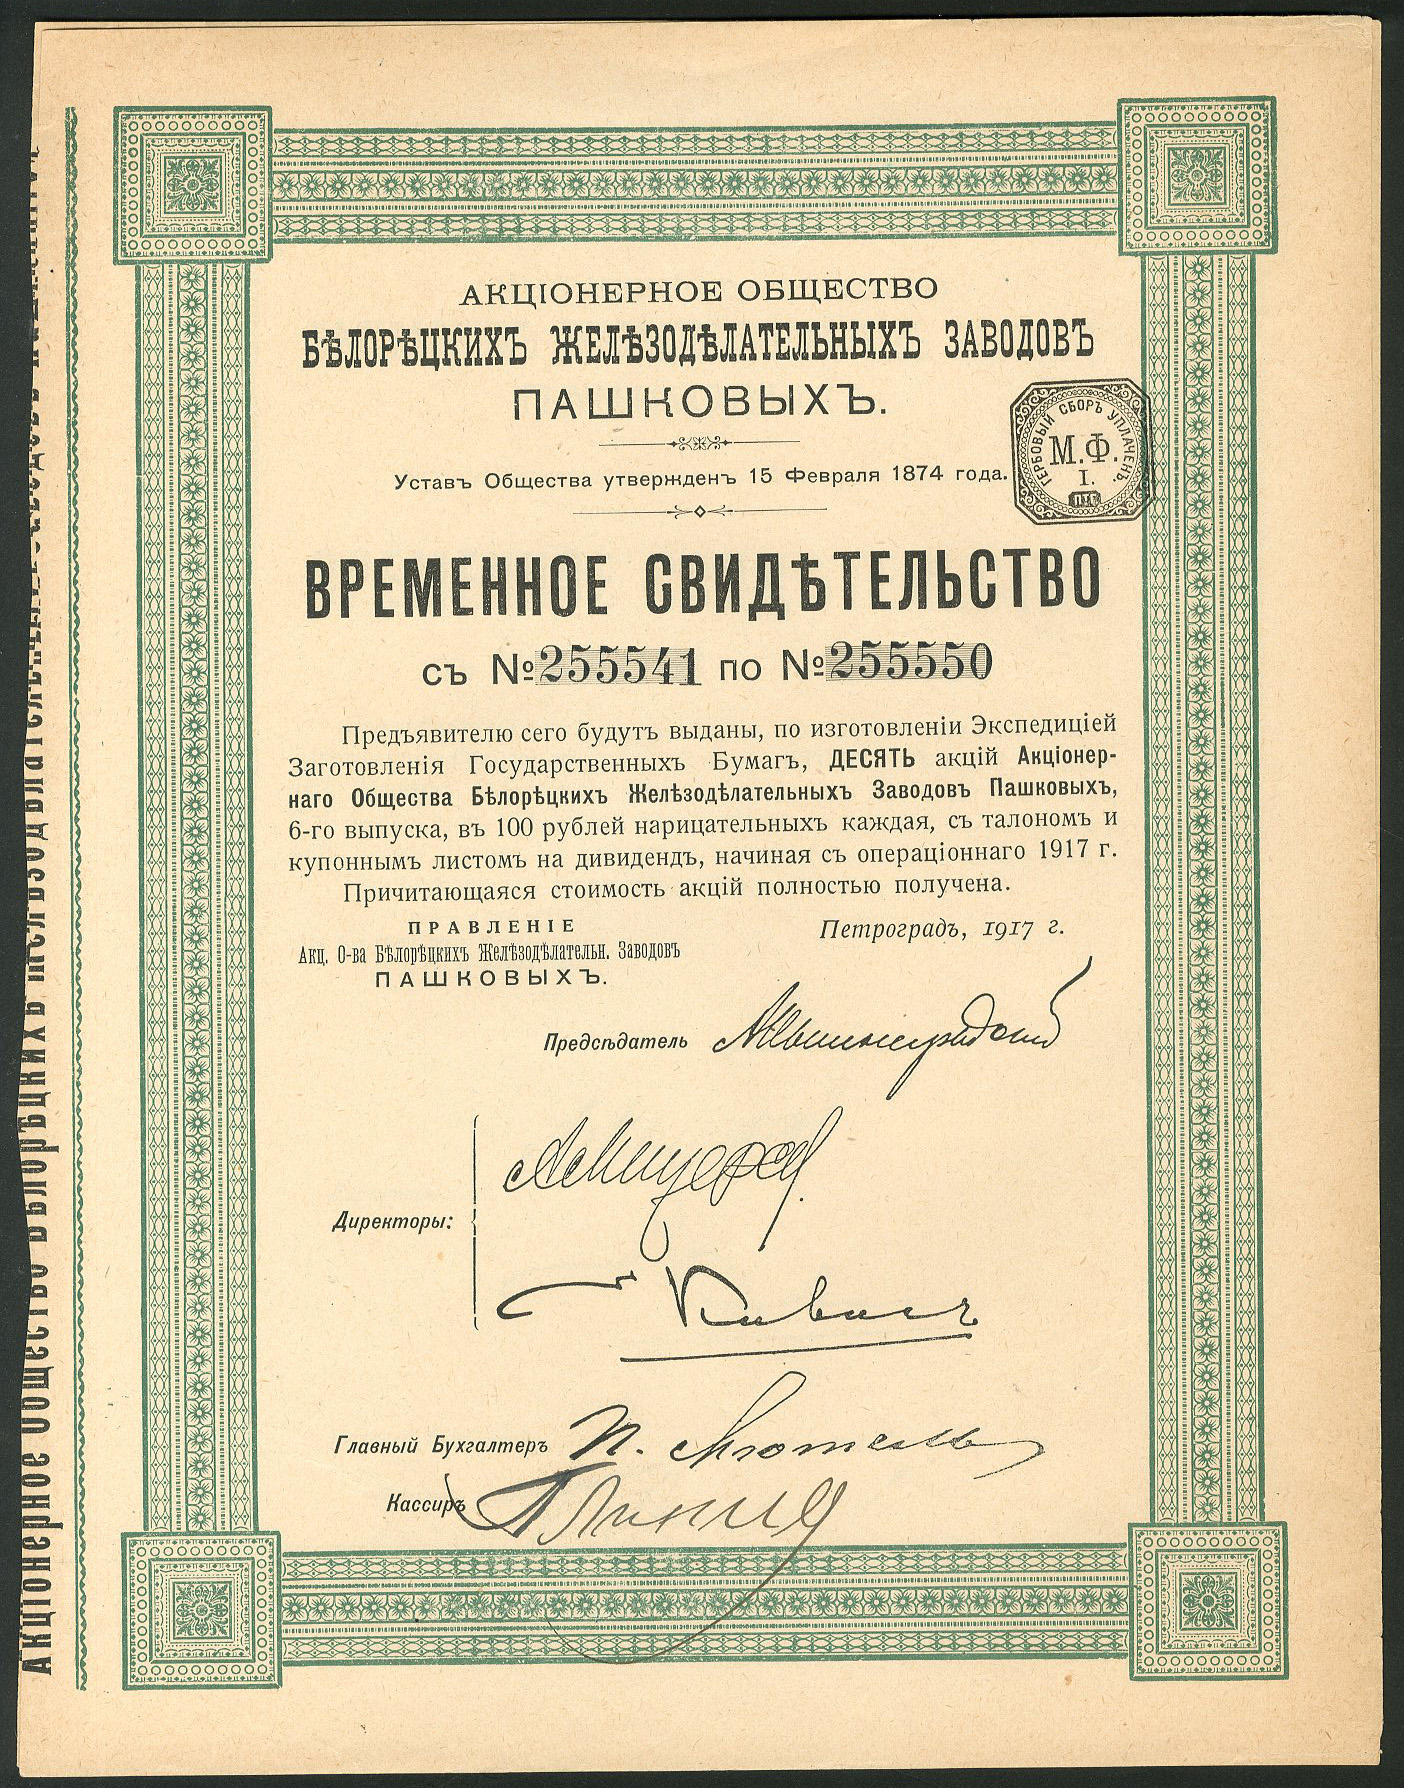 АКЦІОНЕРНОЕ ОБЩЕСТВО
БѢЛОРѢЦКИХЪ ЖЕЛѢЗОДѢЛАТЕЛЬНЫХЪ ЗАВОДОВЪ
ПАШКОВЫХЪ.
ГЕРБОВЫЙ СБОРЪ УПЛАЧЕНЪ.
М.Ф.
I.
Уставъ Общества утвержденъ 15 Февраля 1874 года.
ВРЕМЕННОЕ СВИДѢТЕЛЬСТВО
съ №255541 по №255550
Предъявителю сего будутъ выданы, по изготовленіи Экспедиціей
Заготовленія Государственныхъ Бумагъ, ДЕСЯТЬ акцій Акціонер-
наго Общества Бѣлорѣцкихъ Желѣзодѣлательныхъ Заводовъ Пашковыхъ,
6-го выпуска, въ 100 рублей нарицательныхъ каждая, съ талономъ и
купоннымъ листомъ на дивидендъ, начиная съ операціоннаго 1917 г.
Причитающаяся стоимость акцій полностью получена.
ПРАВЛЕНІЕ
Акц. О-ва Бѣлорѣцкихъ Желѣзодѣлательн. Заводовъ
ПАШКОВЫХЪ.
Петроградъ, 1917 г.
Предсѣдатель
Директоры:
Главный Бухгалтеръ П.
Кассиръ
Акціонерное Общество Бѣлорѣцкихъ Желѣзодѣлательныхъ Заводовъ